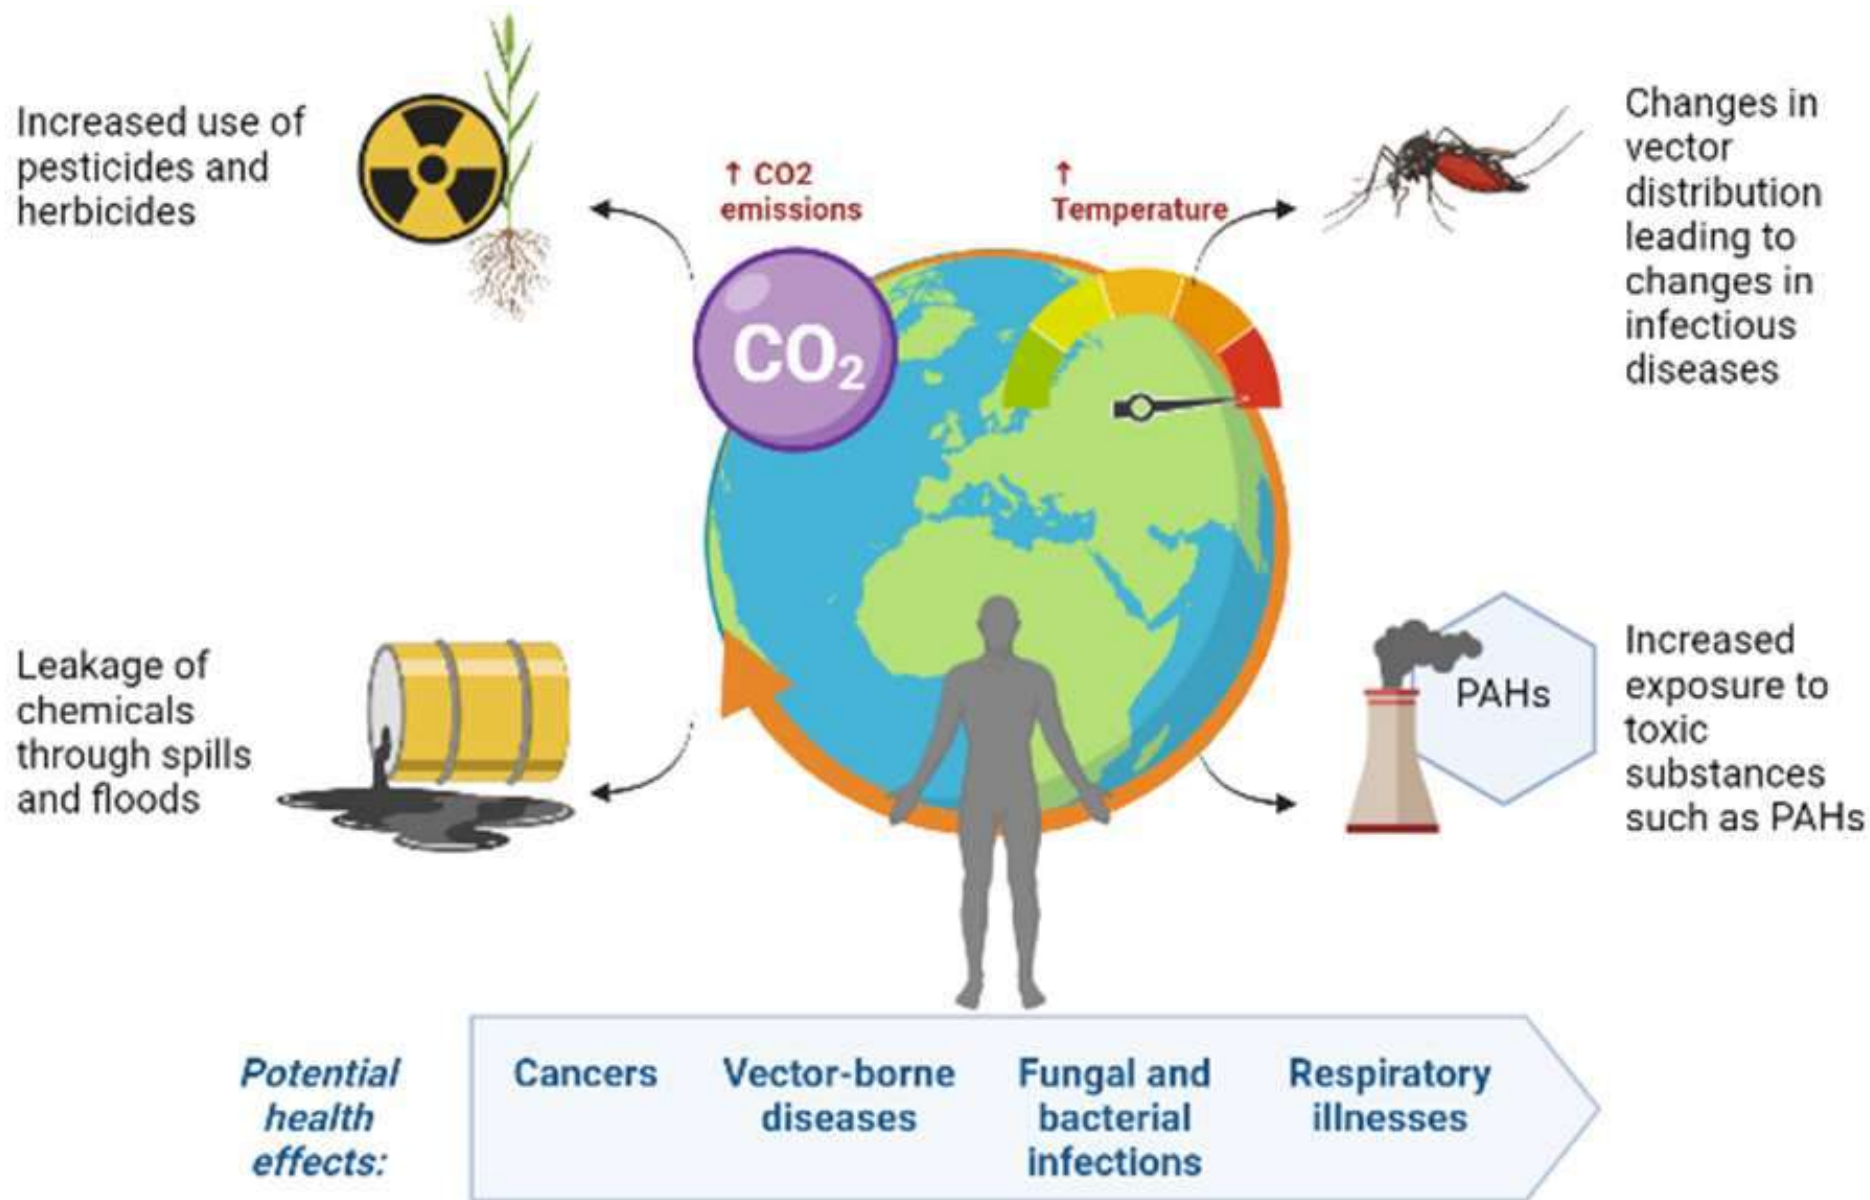 Increased use of
pesticides and
herbicides
↑ CO2
emissions
↑
Temperature
Changes in
vector
distribution
leading to
changes in
infectious
diseases
CO₂
Leakage of
chemicals
through spills
and floods
PAHs
Increased
exposure to
toxic
substances
such as PAHs
Potential
health
effects:
Cancers
Vector-borne
diseases
Fungal and
bacterial
infections
Respiratory
illnesses